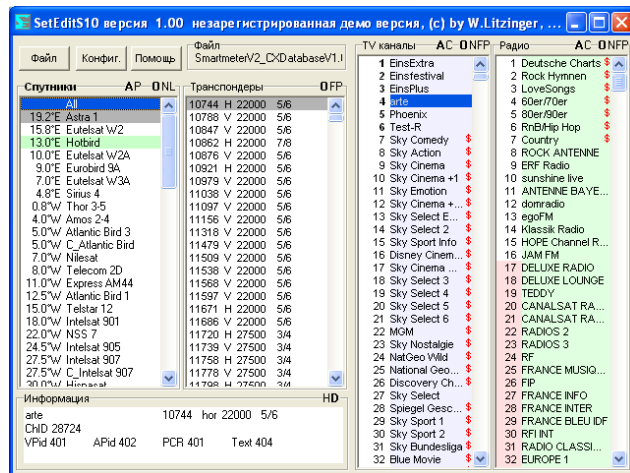 SetEditS10 версия 1.00 незарегистрированная демо версия, (c) by W.Litzinger , ...
Файл
Конфиг.
Помощь
Файл
SmartmeterV2_CXDatabaseV1.
Спутники AP ONL
All
19.2°E Astra 1
15.8°E Eutelsat W2
13.0°E Hotbird
10.0°E Eutelsat W2A
9.0°E Eurobird 9A
7.0°E Eutelsat W3A
4.8°E Sirius 4
0.8°W Thor 3-5
4.0°W Amos 2-4
5.0°W Atlantic Bird 3
5.0°W C_Atlantic Bird
7.0°W Nilesat
8.0°W Telecom 2D
11.0°W Express AM44
12.5°W Atlantic Bird 1
15.0°W Telstar 12
18.0°W Intelsat 901
22.0°W NSS 7
24.5°W Intelsat 905
27.5°W Intelsat 907
27.5°W C_Intelsat 907
30.0°W Hispasat
Транспондеры OFP
10744 H 22000 5/6
10788 V 22000 5/6
10847 V 22000 5/6
10862 H 22000 7/8
10876 V 22000 5/6
10921 H 22000 5/6
10979 V 22000 5/6
11038 V 22000 5/6
11097 V 22000 5/6
11156 V 22000 5/6
11318 V 22000 5/6
11479 V 22000 5/6
11509 V 22000 5/6
11538 V 22000 5/6
11568 V 22000 5/6
11597 V 22000 5/6
11671 H 22000 5/6
11686 V 22000 5/6
11720 H 27500 3/4
11739 V 27500 3/4
11758 H 27500 3/4
11778 V 27500 3/4
11798 H 27500 3/4
TV каналы AC ONFP
1 EinsExtra
2 Einsfestival
3 EinsPlus
4 arte
5 Phoenix
6 Test-R
7 Sky Comedy $
8 Sky Action $
9 Sky Cinema $
10 Sky Cinema +1 $
11 Sky Emotion $
12 Sky Cinema +... $
13 Sky Select E... $
14 Sky Select 2 $
15 Sky Sport Info $
16 Disney Cinem... $
17 Sky Cinema ... $
18 Sky Select 3 $
19 Sky Select 4 $
20 Sky Select 5 $
21 Sky Select 6 $
22 MGM $
23 Sky Nostalgie $
24 NatGeo Wild $
25 National Geo... $
26 Discovery Ch... $
27 Sky Select
28 Spiegel Gesc... $
29 Sky Sport 1 $
30 Sky Sport 2 $
31 Sky Bundesliga $
32 Blue Movie $
Радио AC ONFP
1 Deutsche Charts $
2 Rock Hymnen $
3 LoveSongs $
4 60er/70er $
5 80er/90er $
6 RnB/Hip Hop $
7 Country $
8 ROCK ANTENNE
9 ERF Radio
10 sunshine live
11 ANTENNE BAYE...
12 domradio
13 egoFM
14 Klassik Radio
15 HOPE Channel R...
16 JAM FM
17 DELUXE RADIO
18 DELUXE LOUNGE
19 TEDDY
20 CANALSAT RA...
21 CANALSAT RA...
22 RADIOS 2
23 RADIOS 3
24 RF
25 FRANCE MUSIQ...
26 FIP
27 FRANCE INFO
28 FRANCE INTER
29 FRANCE BLEU IDF
30 RFI INT
31 RADIO CLASSI...
32 EUROPE 1
Информация HD
arte 10744 hor 22000 5/6
ChID 28724
VPid 401 APid 402 PCR 401 Text 404